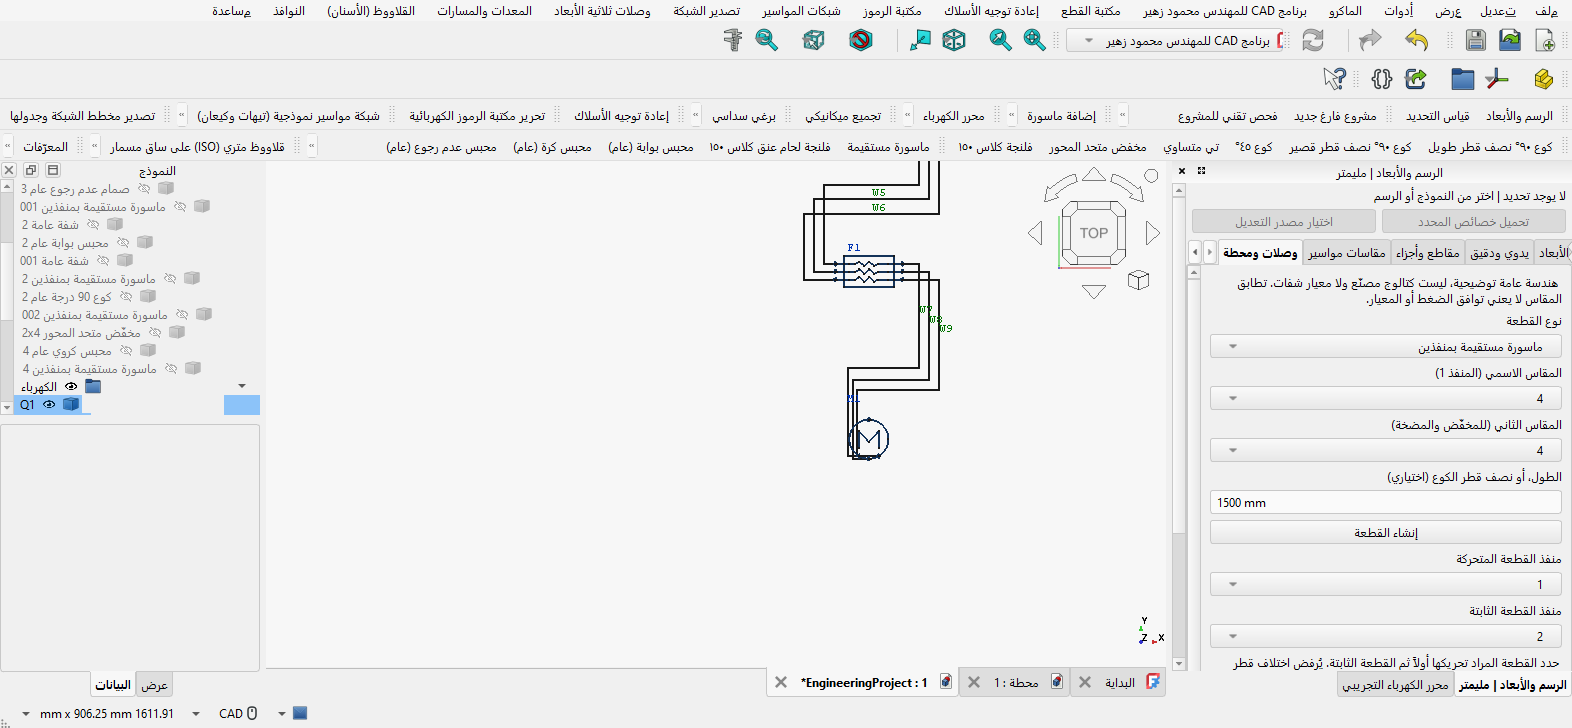 ملف تعديل عرض أدوات الماكرو برنامج CAD للمهندس محمود زهير مكتبة القطع إعادة توجيه الأسلاك مكتبة الرموز شبكات المواسير تصدير الشبكة وصلات ثلاثية الأبعاد المعدات والمسارات القلاووظ (الأسنان) النوافذ مساعدة
برنامج CAD للمهندس محمود زهير
الرسم والأبعاد قياس التحديد مشروع فارغ جديد فحص تقني للمشروع إضافة ماسورة محرر الكهرباء تجميع ميكانيكي برغي سداسي إعادة توجيه الأسلاك تحرير مكتبة الرموز الكهربائية شبكة مواسير نموذجية (تيهات وكيعان) تصدير مخطط الشبكة وجدولها
كوع ٩٠° نصف قطر طويل كوع ٩٠° نصف قطر قصير كوع ٤٥° تي متساوي مخفض متحد المحور فلنجة كلاس ١٥٠ ماسورة مستقيمة فلنجة لحام عنق كلاس ١٥٠ محبس بوابة (عام) محبس كرة (عام) محبس عدم رجوع (عام) قلاووظ متري (ISO) على ساق مسمار المعرّفات
النموذج
صمام عدم رجوع عام 3
ماسورة مستقيمة بمنفذين 001
شفة عامة 2
محبس بوابة عام 2
شفة عامة 001
ماسورة مستقيمة بمنفذين 2
كوع 90 درجة عام 2
ماسورة مستقيمة بمنفذين 002
مخفّض متحد المحور 2x4
محبس كروي عام 4
ماسورة مستقيمة بمنفذين 4
الكهرباء
Q1
عرض البيانات
W5
W6
F1
W7
W8
W9
M
TOP
Y
Z X
الرسم والأبعاد | مليمتر
لا يوجد تحديد | اختر من النموذج أو الرسم
تحميل خصائص المحدد اختيار مصدر التعديل
الأبعاد يدوي ودقيق مقاطع وأجزاء مقاسات مواسير وصلات ومحطة
هندسة عامة توضيحية، ليست كتالوج مصنّع ولا معيار شفات. تطابق
المقاس لا يعني توافق الضغط أو المعيار.
نوع القطعة
ماسورة مستقيمة بمنفذين
المقاس الاسمي (المنفذ 1)
4
المقاس الثاني (للمخفّض والمضخة)
4
الطول، أو نصف قطر الكوع (اختياري)
1500 mm
إنشاء القطعة
منفذ القطعة المتحركة
1
منفذ القطعة الثابتة
2
حدد القطعة المراد تحريكها أولاً ثم القطعة الثابتة. يُرفض اختلاف قطر
الرسم والأبعاد | مليمتر محرر الكهرباء التجريبي
البداية محطة : 1 EngineeringProject : 1*
1611.91 mm x 906.25 mm CAD